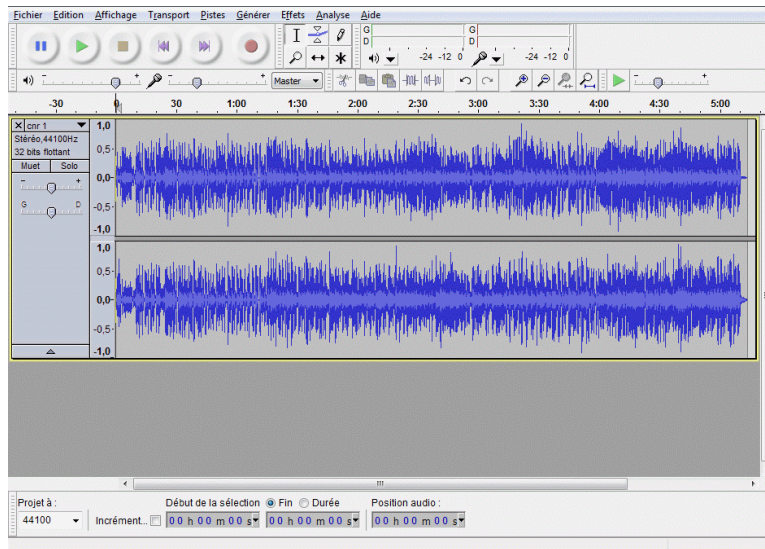 Fichier Edition Affichage Transport Pistes Générer Effets Analyse Aide
G
D
-24 -12 0
G
D
-24 -12 0
Master
-30 0 30 1:00 1:30 2:00 2:30 3:00 3:30 4:00 4:30 5:00
cnr 1
Stéréo,44100Hz
32 bits flottant
Muet Solo
- +
G D
1,0
0,5
0,0
-0,5
-1,0
1,0
0,5
0,0
-0,5
-1,0
Projet à : Début de la sélection Fin Durée Position audio :
44100 Incrément... 00 h 00 m 00 s 00 h 00 m 00 s 00 h 00 m 00 s